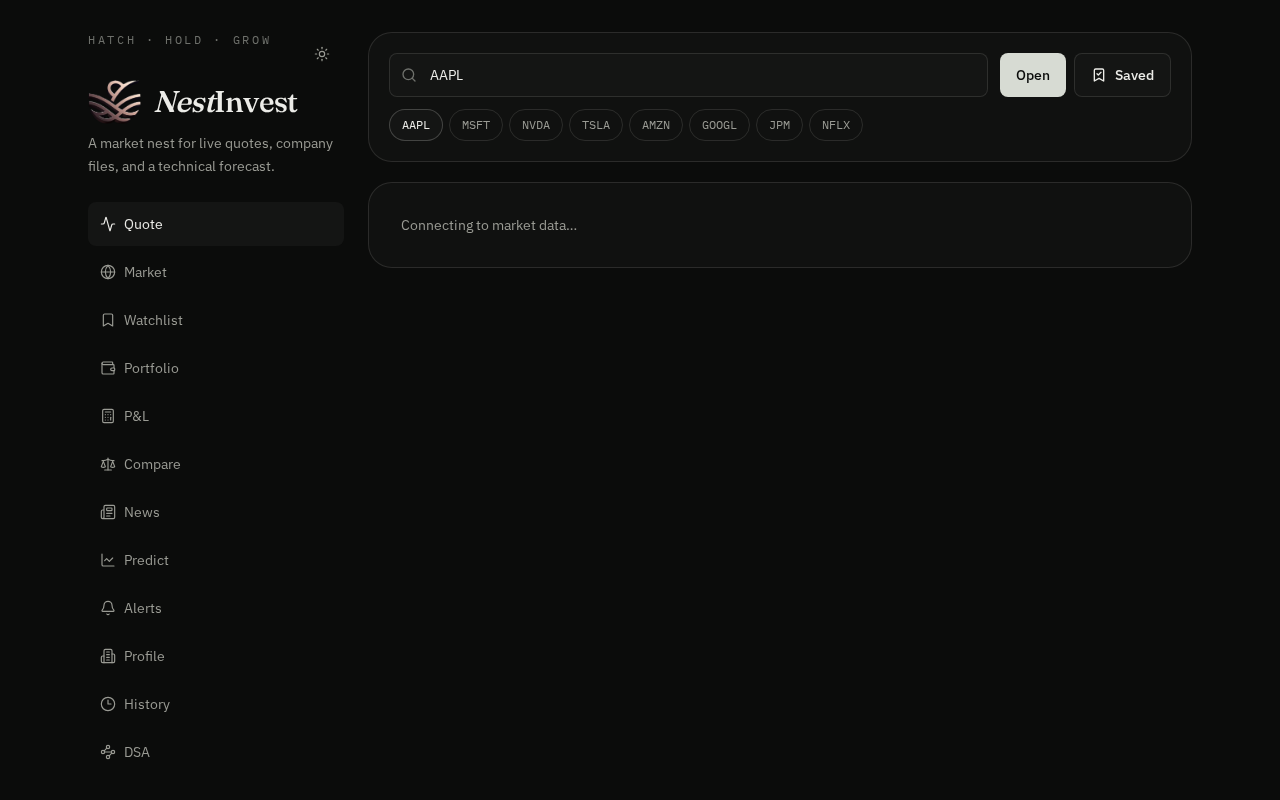 HATCH · HOLD · GROW
NestInvest
A market nest for live quotes, company
files, and a technical forecast.
Quote
Market
Watchlist
Portfolio
P&L
Compare
News
Predict
Alerts
Profile
History
DSA
AAPL
Open
Saved
AAPL MSFT NVDA TSLA AMZN GOOGL JPM NFLX
Connecting to market data…